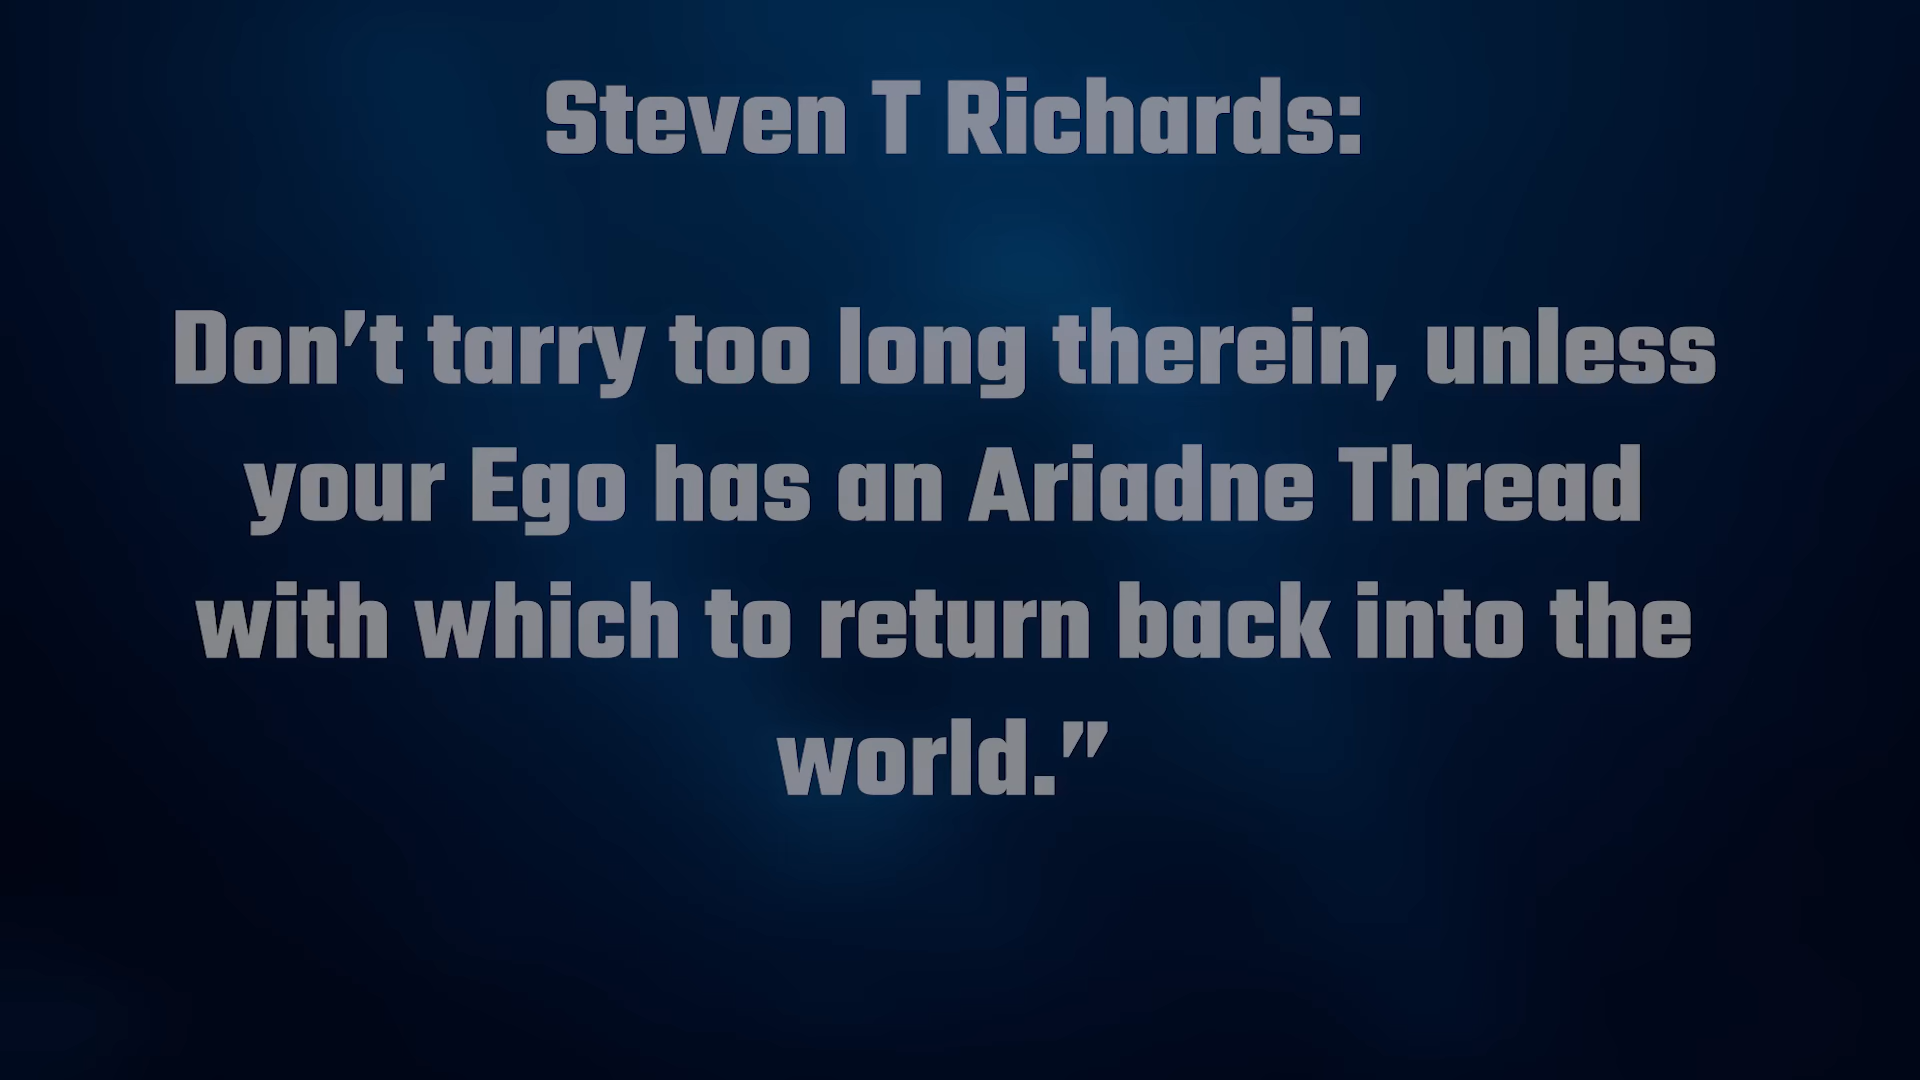 Steven T Richards:
Don’t tarry too long therein, unless
your Ego has an Ariadne Thread
with which to return back into the
world.”